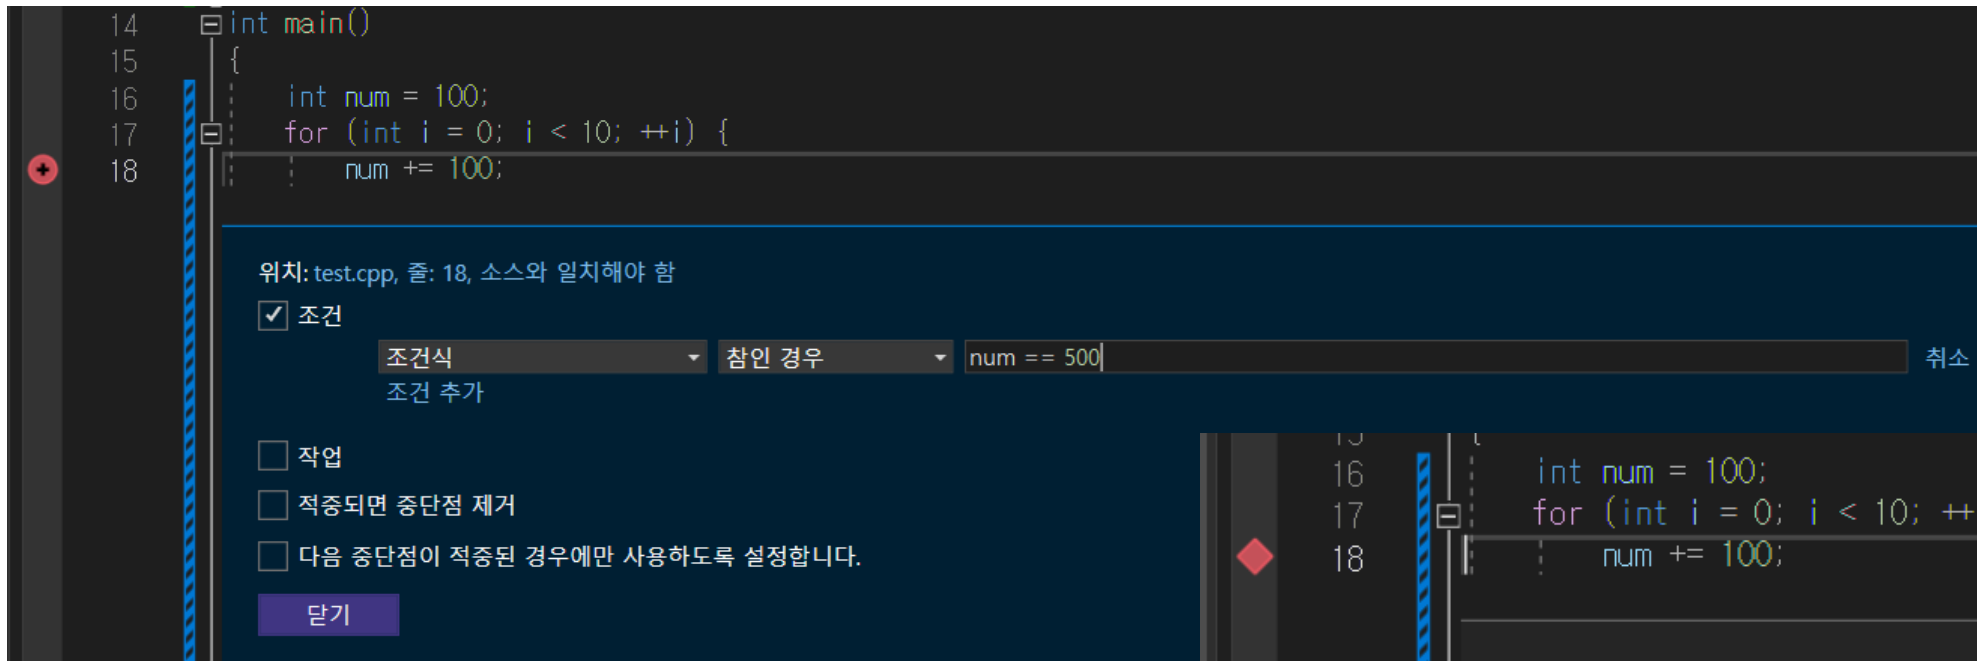 14 int main()
15 {
16 int num = 100;
17 for (int i = 0; i < 10; ++i) {
18 num += 100;
위치: test.cpp, 줄: 18, 소스와 일치해야 함
조건
조건식 참인 경우 num == 500 취소
조건 추가
작업
적중되면 중단점 제거
다음 중단점이 적중된 경우에만 사용하도록 설정합니다.
닫기
15 {
16 int num = 100;
17 for (int i = 0; i < 10; ++
18 num += 100;